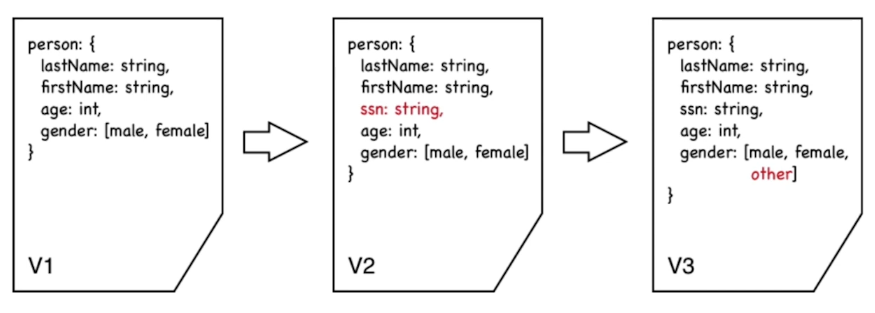 person: {
lastName: string,
firstName: string,
age: int,
gender: [male, female]
}
V1
person: {
lastName: string,
firstName: string,
ssn: string,
age: int,
gender: [male, female]
}
V2
person: {
lastName: string,
firstName: string,
ssn: string,
age: int,
gender: [male, female,
other]
}
V3